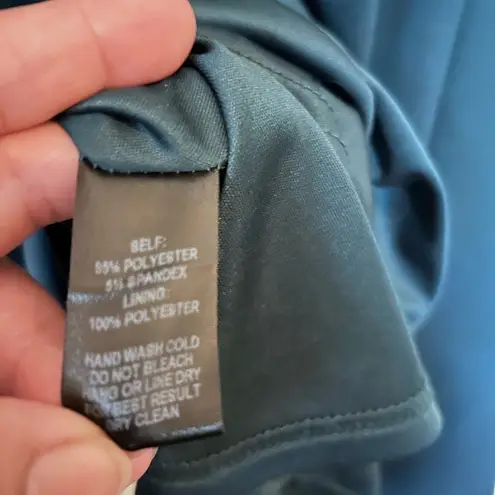 SELF:
95% POLYESTER
5% SPANDEX
LINING:
100% POLYESTER
HAND WASH COLD
DO NOT BLEACH
HANG OR LINE DRY
FOR BEST RESULT
DRY CLEAN